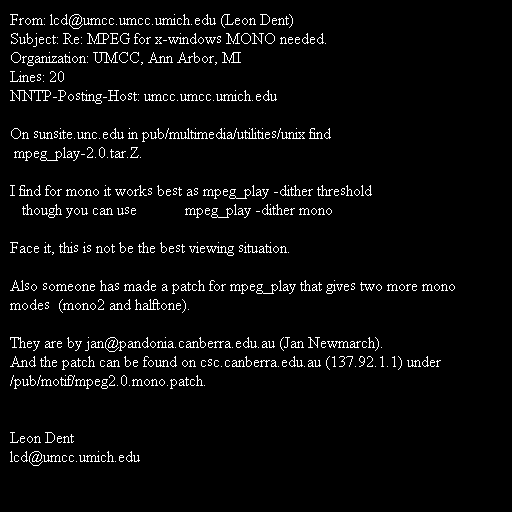 From: lcd@umcc.umcc.umich.edu (Leon Dent)
Subject: Re: MPEG for x-windows MONO needed.
Organization: UMCC, Ann Arbor, MI
Lines: 20
NNTP-Posting-Host: umcc.umcc.umich.edu

On sunsite.unc.edu in pub/multimedia/utilities/unix find
mpeg_play-2.0.tar.Z.

I find for mono it works best as mpeg_play -dither threshold
though you can use mpeg_play -dither mono

Face it, this is not be the best viewing situation.

Also someone has made a patch for mpeg_play that gives two more mono
modes (mono2 and halftone).

They are by jan@pandonia.canberra.edu.au (Jan Newmarch).
And the patch can be found on csc.canberra.edu.au (137.92.1.1) under
/pub/motif/mpeg2.0.mono.patch.

Leon Dent
lcd@umcc.umich.edu